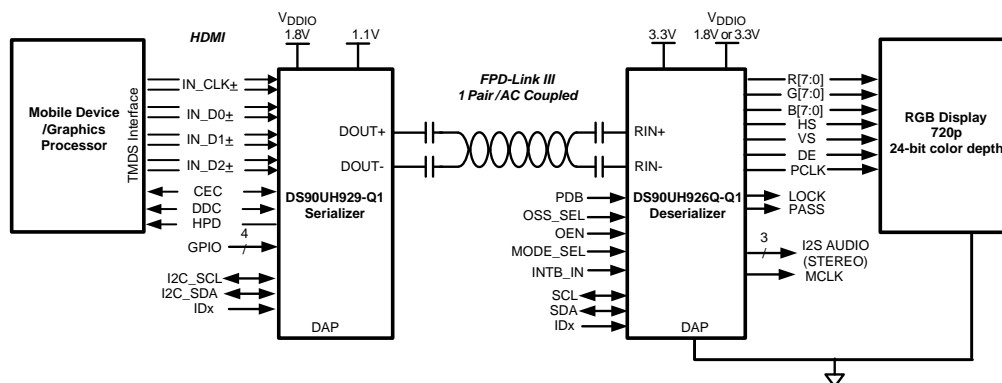 HDMI
VDDIO
1.8V
1.1V
Mobile Device
/Graphics
Processor
TMDS Interface
IN_CLK±
IN_D0±
IN_D1±
IN_D2±
CEC
DDC
HPD
GPIO
4
/
I2C_SCL
I2C_SDA
IDx
DOUT+
DOUT-
DS90UH929-Q1
Serializer
DAP
FPD-Link III
1 Pair /AC Coupled
3.3V
VDDIO
1.8V or 3.3V
RIN+
RIN-
DS90UH926Q-Q1
Deserializer
DAP
PDB
OSS_SEL
OEN
MODE_SEL
INTB_IN
SCL
SDA
IDx
R[7:0]
G[7:0]
B[7:0]
HS
VS
DE
PCLK
LOCK
PASS
3
/
I2S AUDIO
(STEREO)
MCLK
RGB Display
720p
24-bit color depth